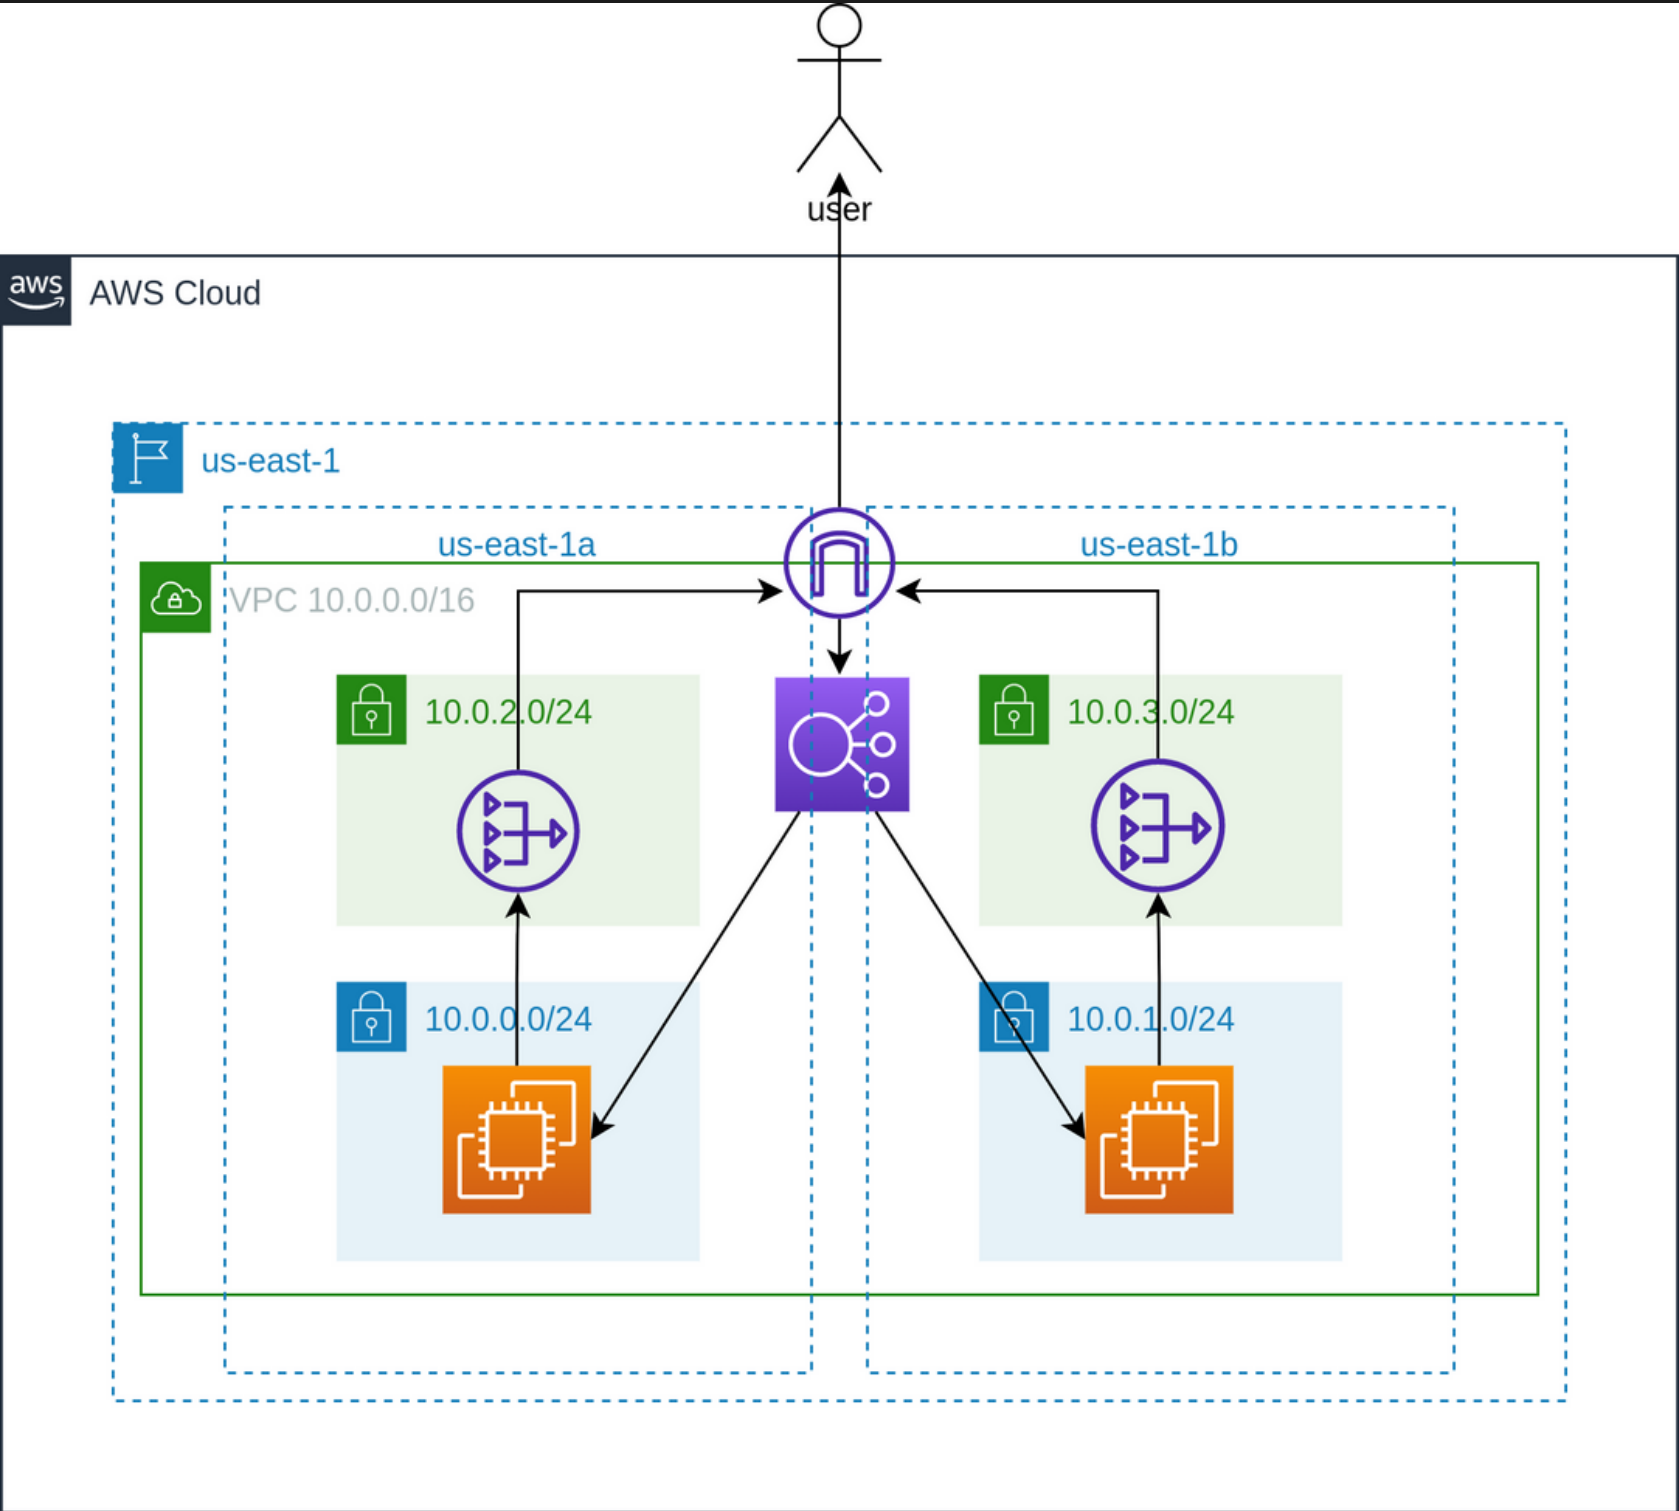 user
aws
AWS Cloud
us-east-1
us-east-1a
us-east-1b
VPC 10.0.0.0/16
10.0.2.0/24
10.0.3.0/24
10.0.0.0/24
10.0.1.0/24